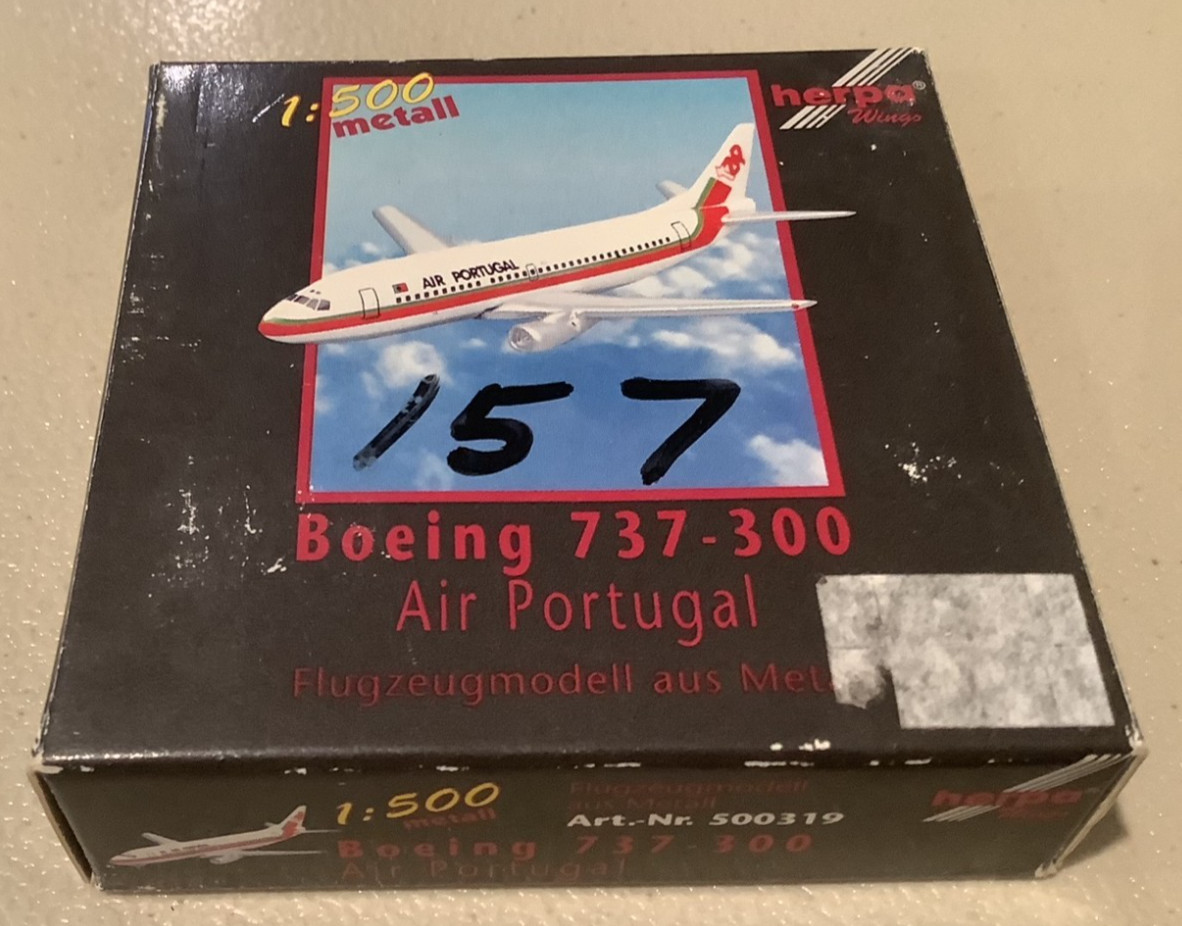 1:500
metall
herpa®
Wings
AIR PORTUGAL
157
Boeing 737-300
Air Portugal
Flugzeugmodell aus Met
1:500
metall
Flugzeugmodell
aus Metall
Art.-Nr. 500319
herpa
Boeing 737-300
Air Portugal